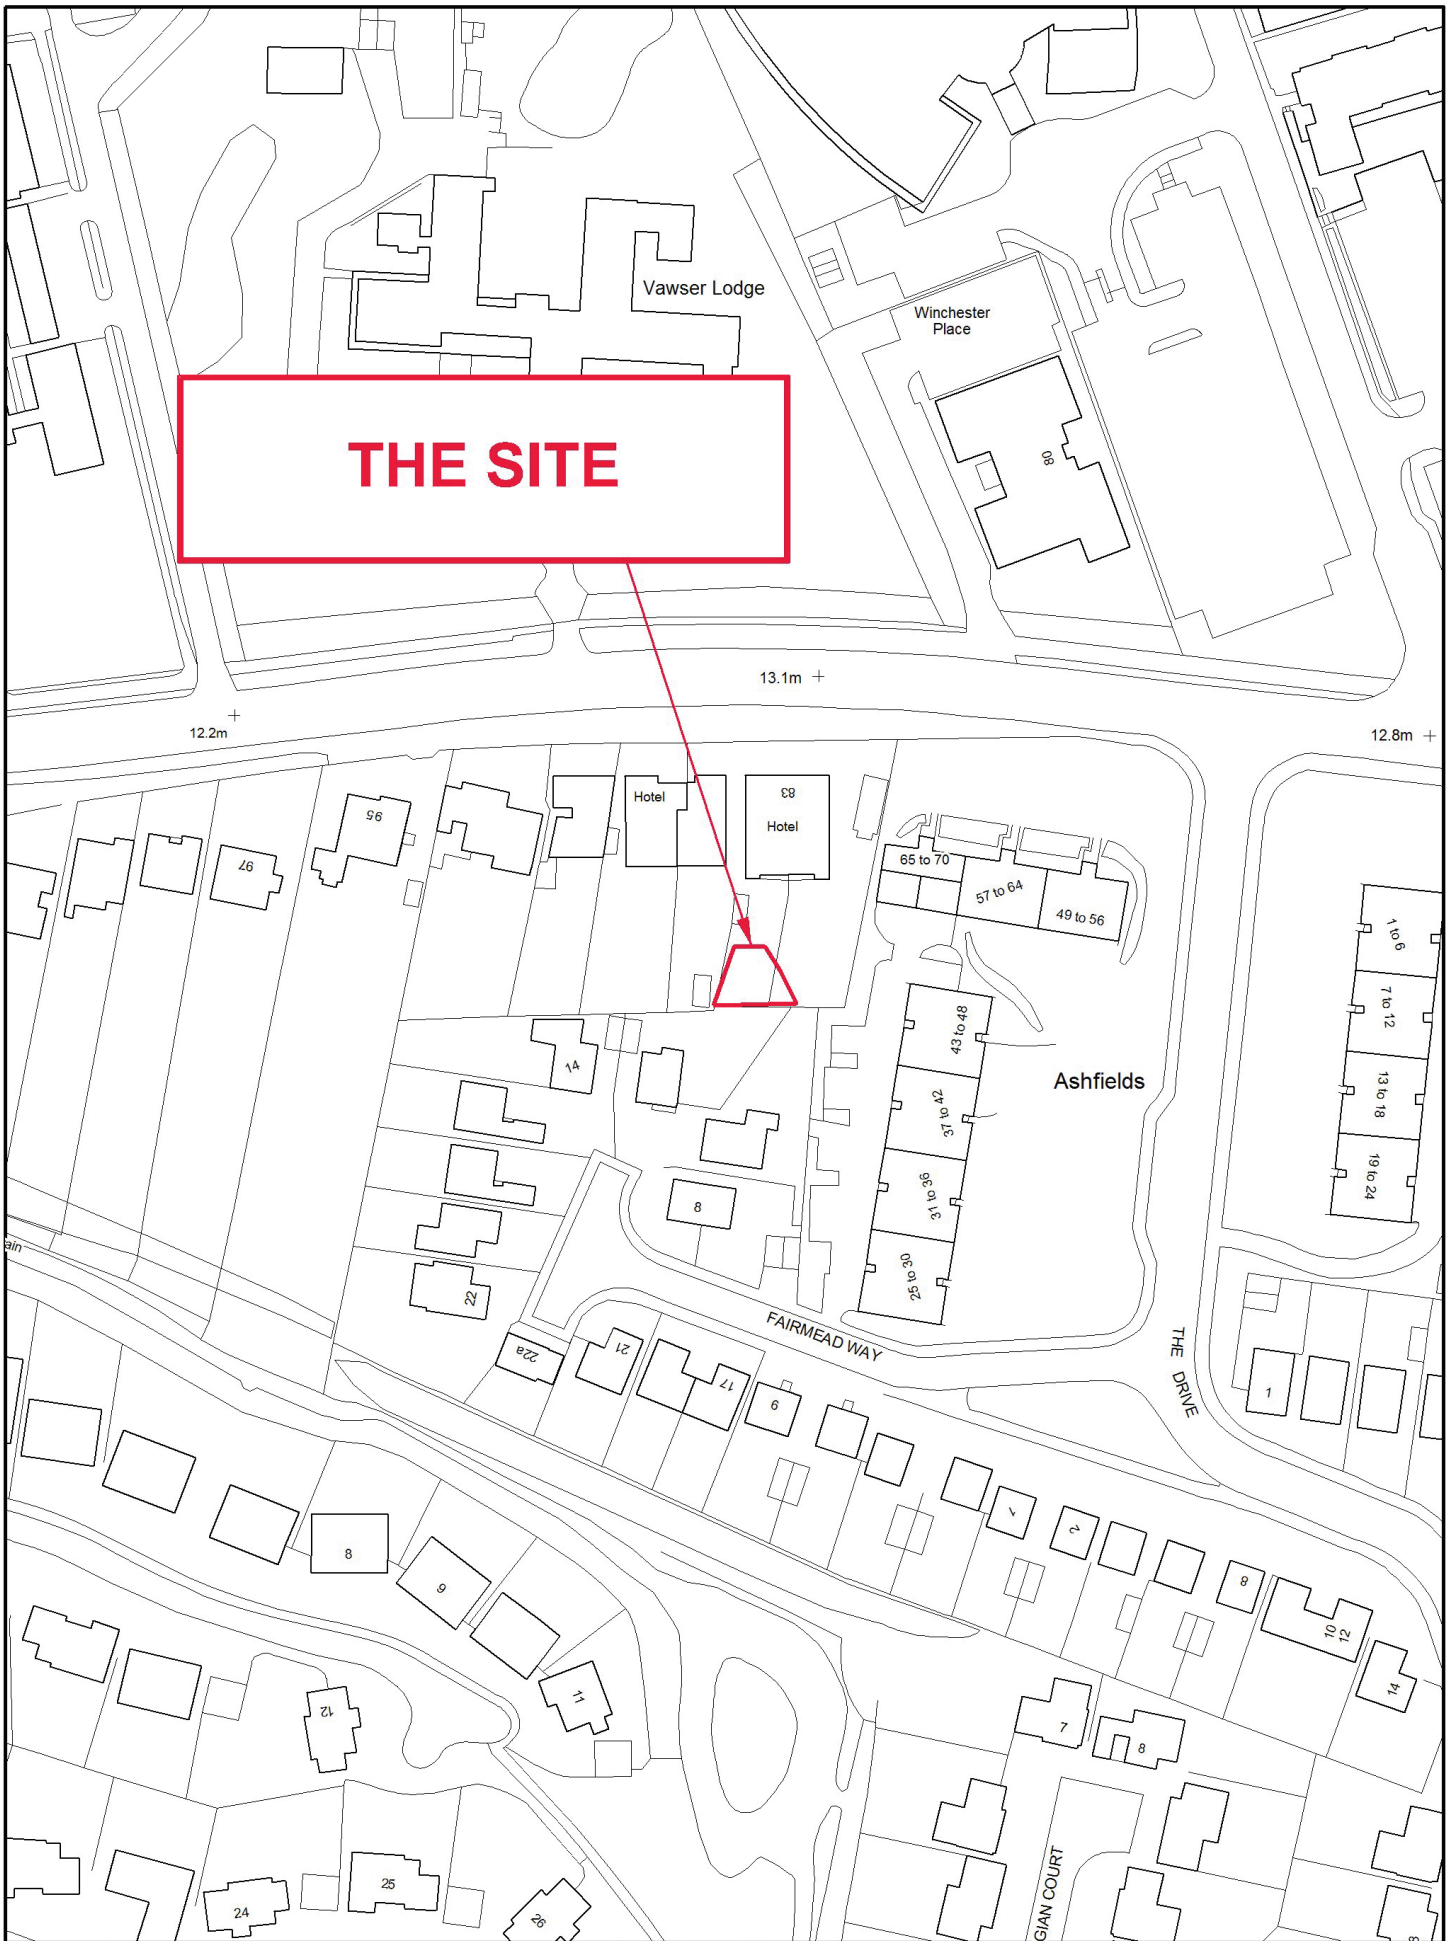 Vawser Lodge
Winchester
Place
80
THE SITE
13.1m
12.2m
12.8m
Hotel
83
Hotel
95
97
65 to 70
57 to 64
49 to 56
1 to 6
7 to 12
13 to 18
19 to 24
43 to 48
37 to 42
31 to 36
25 to 30
Ashfields
14
8
22
22a
21
17
9
FAIRMEAD WAY
THE DRIVE
1
1
2
8
10
12
14
8
9
11
12
7
8
24
25
26
GIAN COURT
ain